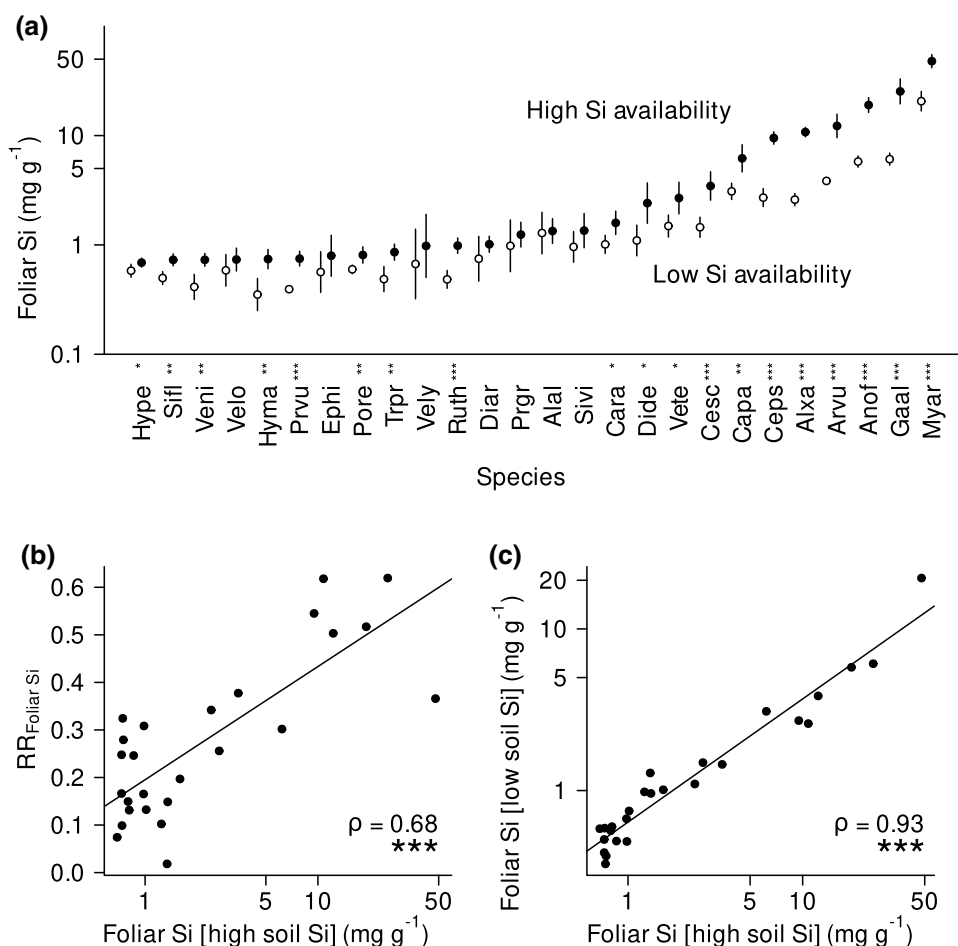 (a)
Foliar Si (mg g⁻¹)
50
10
5
1
0.1
High Si availability
Low Si availability
Hype *
Sifl **
Veni **
Velo
Hyma **
Prvu ***
Ephi
Pore **
Trpr **
Vely
Ruth ***
Diar
Prgr
Alal
Sivi
Cara *
Dide *
Vete *
Cesc ***
Capa **
Ceps ***
Alxa ***
Arvu ***
Anof ***
Gaal ***
Myar ***
Species
(b)
RR Foliar Si
0.6
0.5
0.4
0.3
0.2
0.1
0.0
ρ = 0.68
***
1 5 10 50
Foliar Si [high soil Si] (mg g⁻¹)
(c)
Foliar Si [low soil Si] (mg g⁻¹)
20
10
5
1
ρ = 0.93
***
1 5 10 50
Foliar Si [high soil Si] (mg g⁻¹)